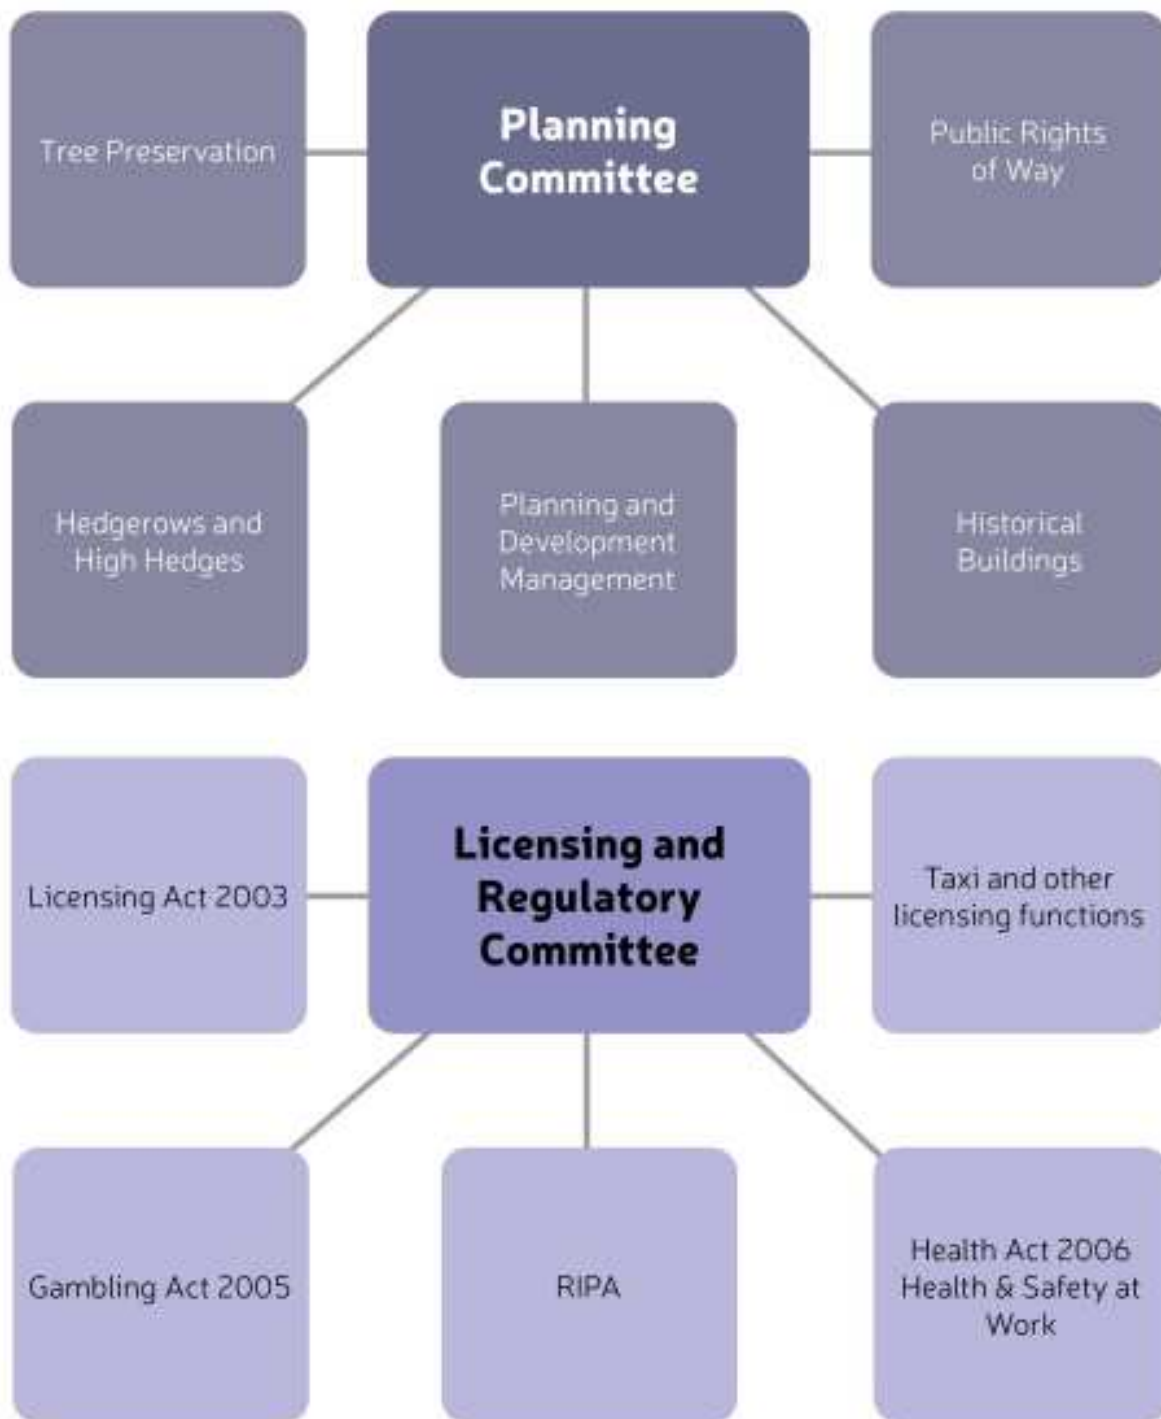 Tree Preservation
Planning
Committee
Public Rights
of Way
Hedgerows and
High Hedges
Planning and
Development
Management
Historical
Buildings
Licensing Act 2003
Licensing and
Regulatory
Committee
Taxi and other
licensing functions
Gambling Act 2005
RIPA
Health Act 2006
Health & Safety at
Work